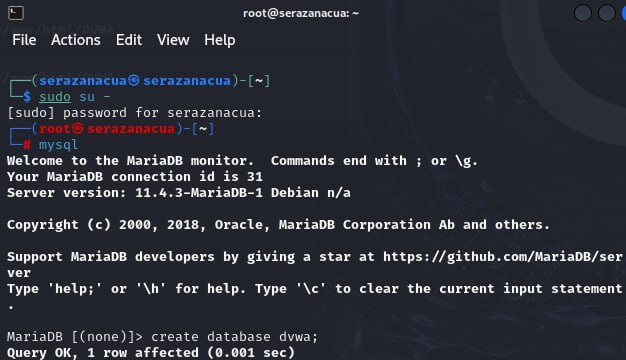 root@serazanacua: ~
File Actions Edit View Help
┌──(serazanacua㉿serazanacua)-[~]
└─$ sudo su -
[sudo] password for serazanacua:
┌──(root㉿serazanacua)-[~]
└─# mysql
Welcome to the MariaDB monitor.  Commands end with ; or \g.
Your MariaDB connection id is 31
Server version: 11.4.3-MariaDB-1 Debian n/a
Copyright (c) 2000, 2018, Oracle, MariaDB Corporation Ab and others.
Support MariaDB developers by giving a star at https://github.com/MariaDB/ser
ver
Type 'help;' or '\h' for help. Type '\c' to clear the current input statement
.
MariaDB [(none)]> create database dvwa;
Query OK, 1 row affected (0.001 sec)